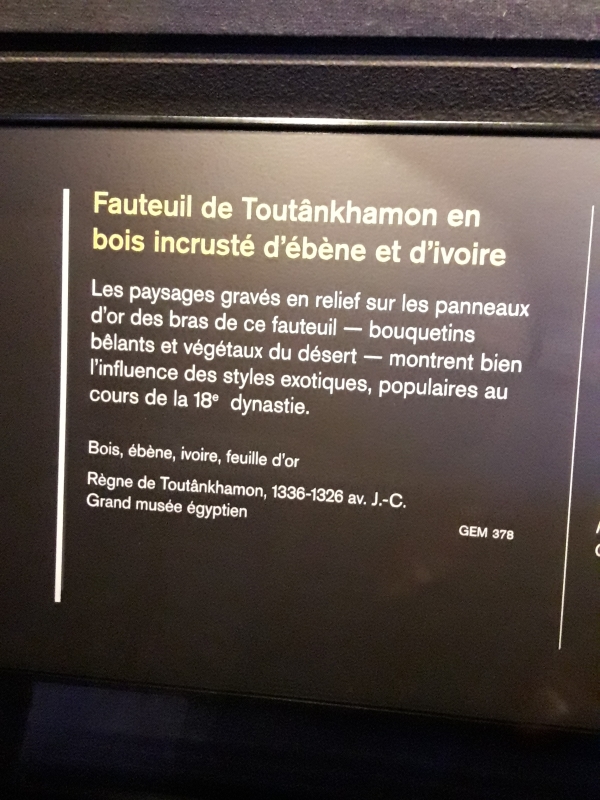 Fauteuil de Toutânkhamon en
bois incrusté d'ébène et d'ivoire
Les paysages gravés en relief sur les panneaux
d'or des bras de ce fauteuil — bouquetins
bêlants et végétaux du désert — montrent bien
l'influence des styles exotiques, populaires au
cours de la 18e dynastie.
Bois, ébène, ivoire, feuille d'or
Règne de Toutânkhamon, 1336-1326 av. J.-C.
Grand musée égyptien
GEM 378